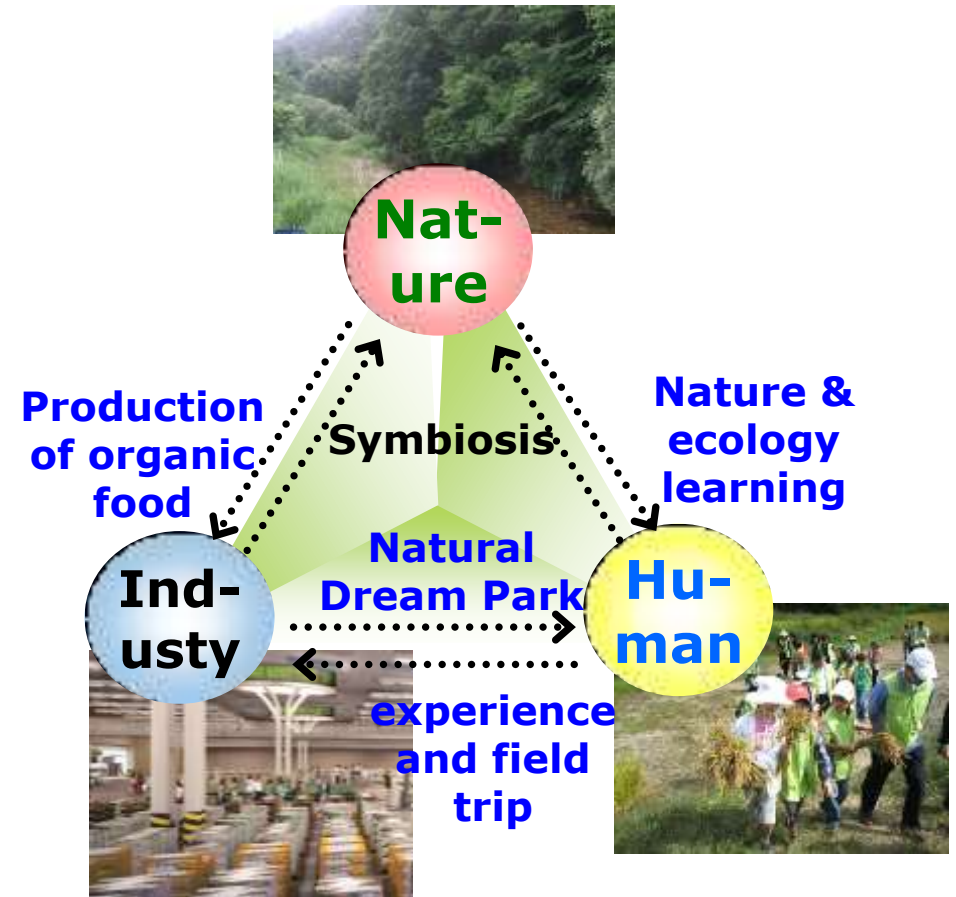 Nat-
ure
Production
of organic
food
Symbiosis
Nature &
ecology
learning
Natural
Dream Park
Ind-
usty
Hu-
man
experience
and field
trip